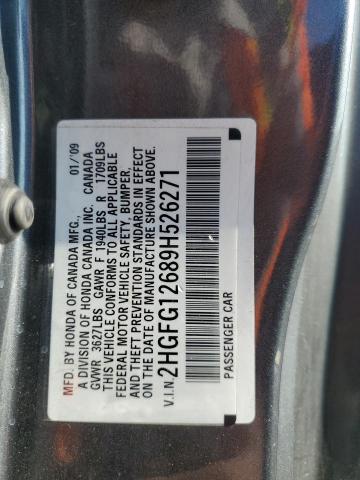 MFD. BY HONDA OF CANADA MFG., 01/09
A DIVISION OF HONDA CANADA INC. CANADA
GVWR 3627LBS GAWR F 1940LBS R 1709LBS
THIS VEHICLE CONFORMS TO ALL APPLICABLE
FEDERAL MOTOR VEHICLE SAFETY, BUMPER,
AND THEFT PREVENTION STANDARDS IN EFFECT
ON THE DATE OF MANUFACTURE SHOWN ABOVE.
V.I.N. 2HGFG12689H526271
PASSENGER CAR